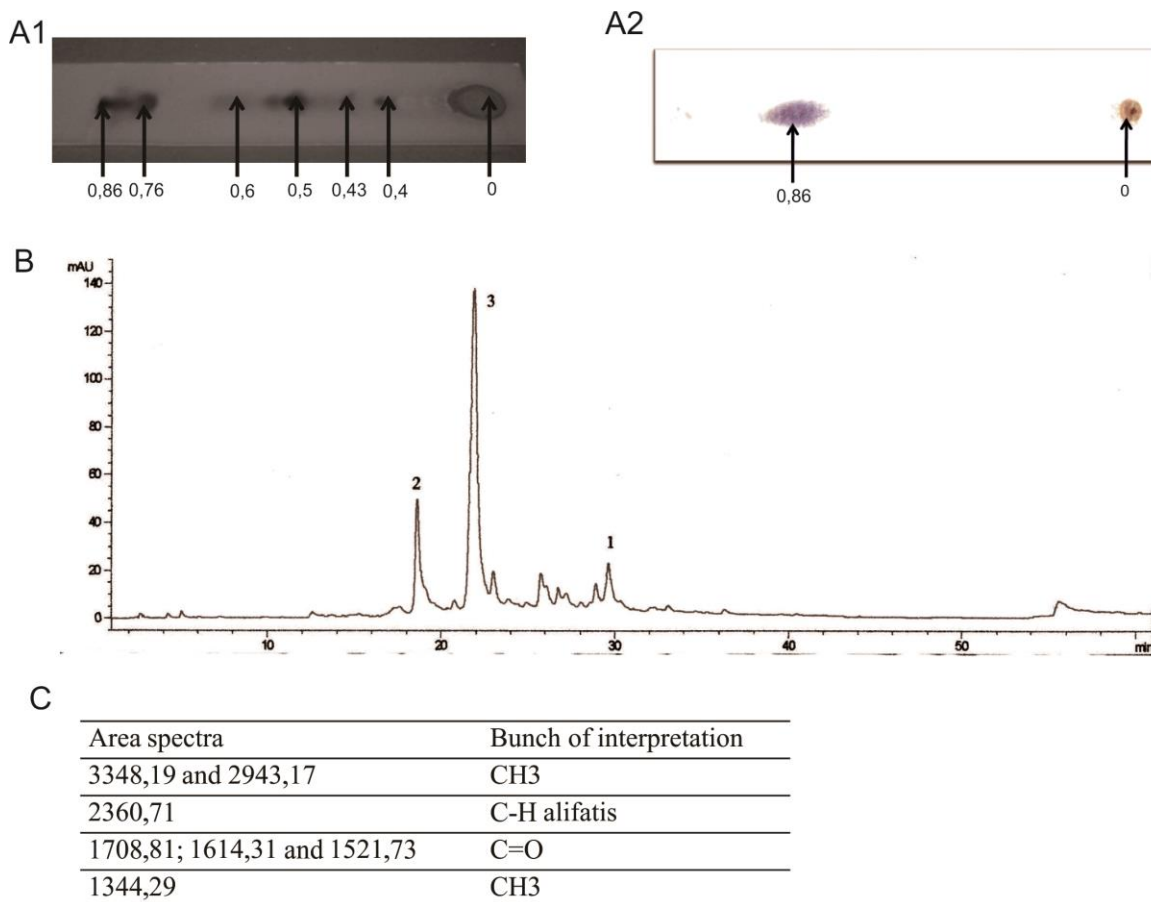 A1
A2
0,86 0,76 0,6 0,5 0,43 0,4 0
0,86 0
B
mAU
140
120
100
80
60
40
20
0
3
2
1
10 20 30 40 50 min
C
Area spectra Bunch of interpretation
3348,19 and 2943,17 CH3
2360,71 C-H alifatis
1708,81; 1614,31 and 1521,73 C=O
1344,29 CH3